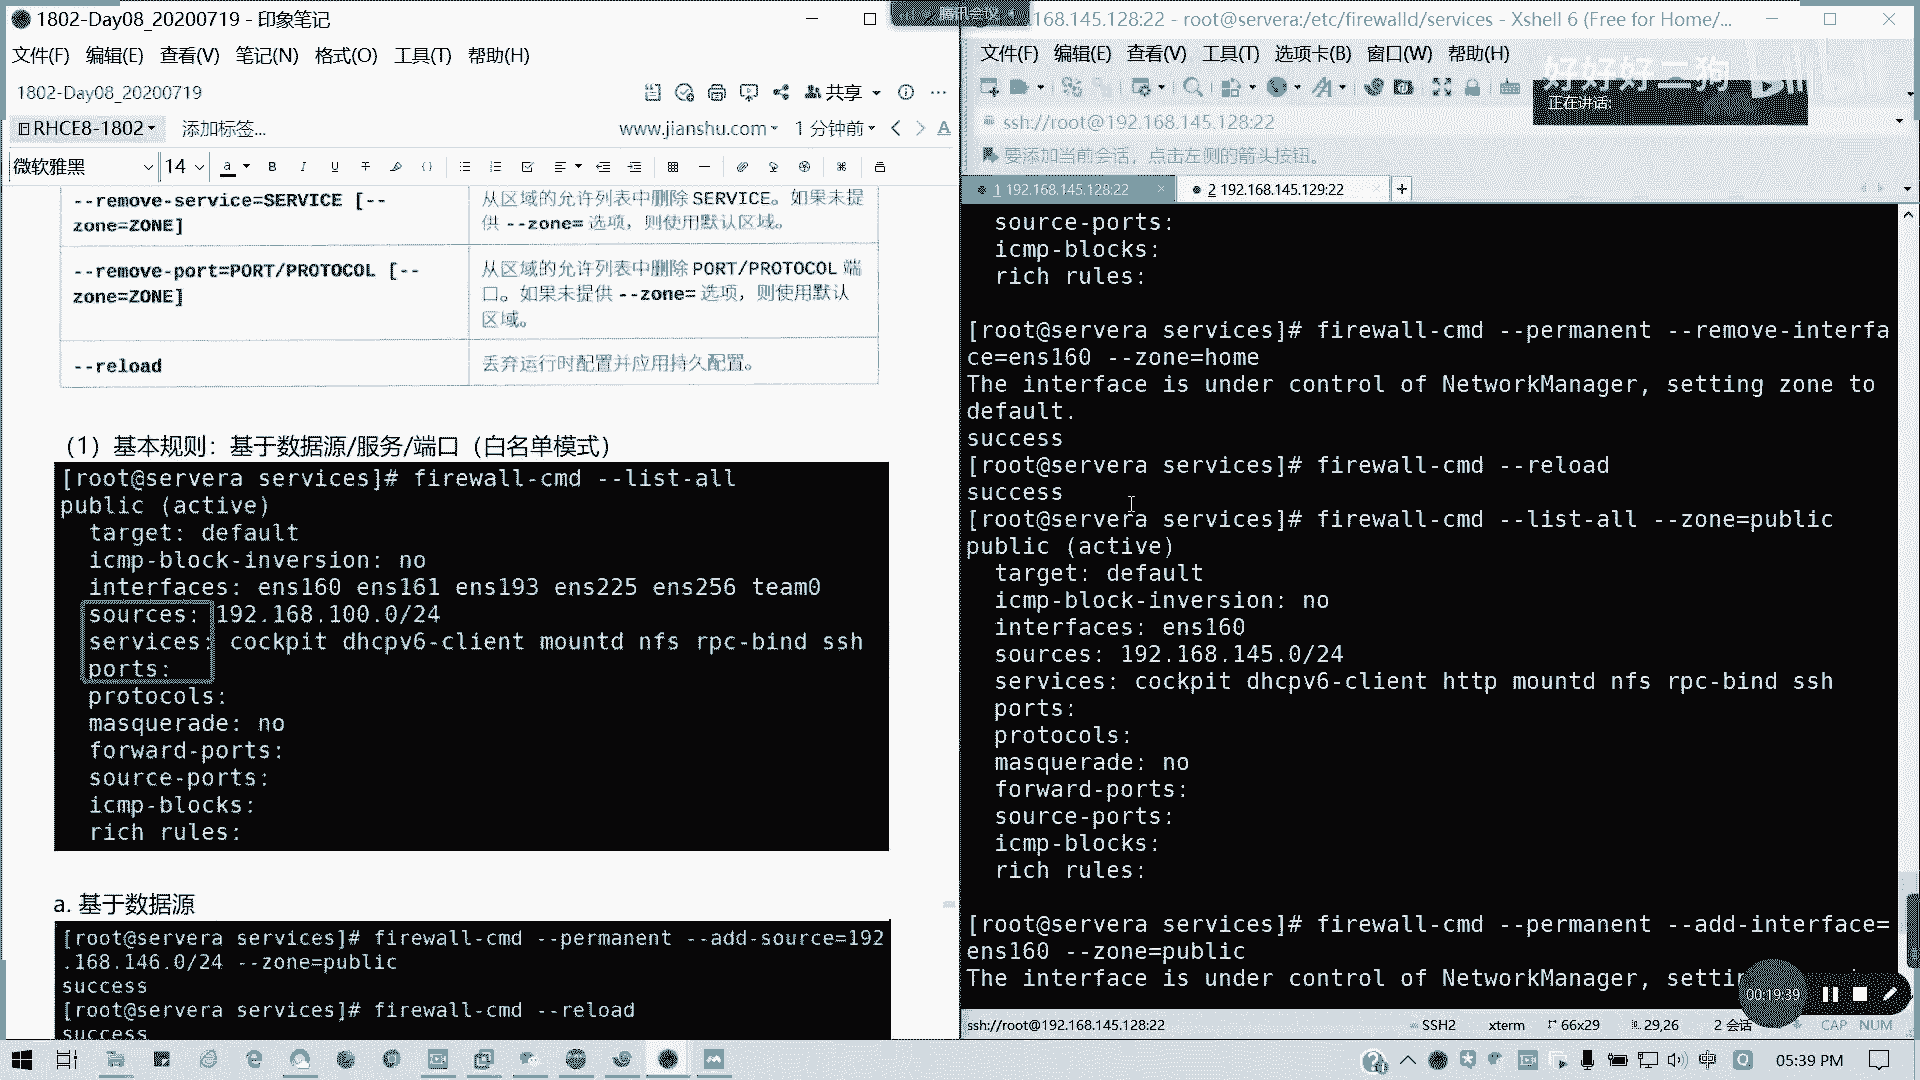 1802-Day08_20200719 - 印象笔记
文件(F) 编辑(E) 查看(V) 笔记(N) 格式(O) 工具(T) 帮助(H)
1802-Day08_20200719
共享
RHCE8-1802 添加标签...
www.jianshu.com 1 分钟前
微软雅黑 14
--remove-service=SERVICE [--
zone=ZONE]
从区域的允许列表中删除 SERVICE。如果未提
供 --zone= 选项，则使用默认区域。
--remove-port=PORT/PROTOCOL [--
zone=ZONE]
从区域的允许列表中删除 PORT/PROTOCOL 端
口。如果未提供 --zone= 选项，则使用默认
区域。
--reload
丢弃运行时配置并应用持久配置。
（1）基本规则：基于数据源/服务/端口（白名单模式）
[root@servera services]# firewall-cmd --list-all
public (active)
target: default
icmp-block-inversion: no
interfaces: ens160 ens161 ens193 ens225 ens256 team0
sources: 192.168.100.0/24
services: cockpit dhcpv6-client mountd nfs rpc-bind ssh
ports:
protocols:
masquerade: no
forward-ports:
source-ports:
icmp-blocks:
rich rules:
a. 基于数据源
[root@servera services]# firewall-cmd --permanent --add-source=192
.168.146.0/24 --zone=public
success
[root@servera services]# firewall-cmd --reload
success
腾讯会议
168.145.128:22 - root@servera:/etc/firewalld/services - Xshell 6 (Free for Home/...
文件(F) 编辑(E) 查看(V) 工具(T) 选项卡(B) 窗口(W) 帮助(H)
好好好二狗
正在讲话:
ssh://root@192.168.145.128:22
要添加当前会话，点击左侧的箭头按钮。
1 192.168.145.128:22 2 192.168.145.129:22
source-ports:
icmp-blocks:
rich rules:
[root@servera services]# firewall-cmd --permanent --remove-interfa
ce=ens160 --zone=home
The interface is under control of NetworkManager, setting zone to
default.
success
[root@servera services]# firewall-cmd --reload
success
[root@servera services]# firewall-cmd --list-all --zone=public
public (active)
target: default
icmp-block-inversion: no
interfaces: ens160
sources: 192.168.145.0/24
services: cockpit dhcpv6-client http mountd nfs rpc-bind ssh
ports:
protocols:
masquerade: no
forward-ports:
source-ports:
icmp-blocks:
rich rules:
[root@servera services]# firewall-cmd --permanent --add-interface=
ens160 --zone=public
The interface is under control of NetworkManager,
00:19:39
ssh://root@192.168.145.128:22 SSH2 xterm 66x29 29,26 2 会话 CAP NUM
中 05:39 PM